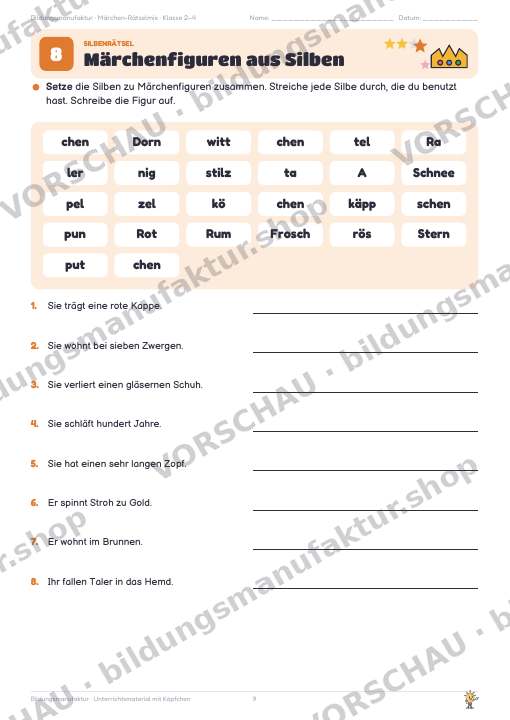 Bildungsmanufaktur · Märchen-Rätselmix · Klasse 2–4 Name: Datum:
8
SILBENRÄTSEL
Märchenfiguren aus Silben
Setze die Silben zu Märchenfiguren zusammen. Streiche jede Silbe durch, die du benutzt
hast. Schreibe die Figur auf.
chen Dorn witt chen tel Ra
ler nig stilz ta A Schnee
pel zel kö chen käpp schen
pun Rot Rum Frosch rös Stern
put chen
1. Sie trägt eine rote Kappe.
2. Sie wohnt bei sieben Zwergen.
3. Sie verliert einen gläsernen Schuh.
4. Sie schläft hundert Jahre.
5. Sie hat einen sehr langen Zopf.
6. Er spinnt Stroh zu Gold.
7. Er wohnt im Brunnen.
8. Ihr fallen Taler in das Hemd.
VORSCHAU · bildungsmanufaktur.shop
Bildungsmanufaktur · Unterrichtsmaterial mit Köpfchen 9